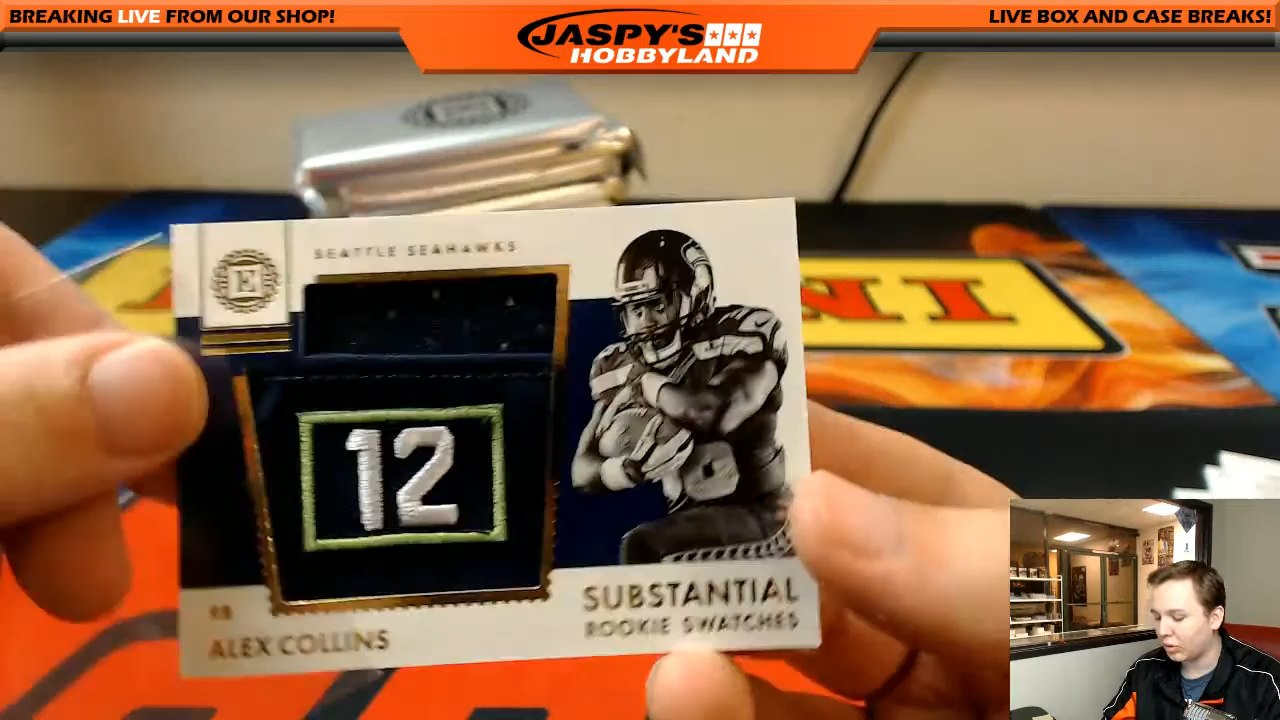 BREAKING LIVE FROM OUR SHOP!
JASPY'S
HOBBYLAND
LIVE BOX AND CASE BREAKS!
E
SEATTLE SEAHAWKS
12
RB
ALEX COLLINS
SUBSTANTIAL
ROOKIE SWATCHES